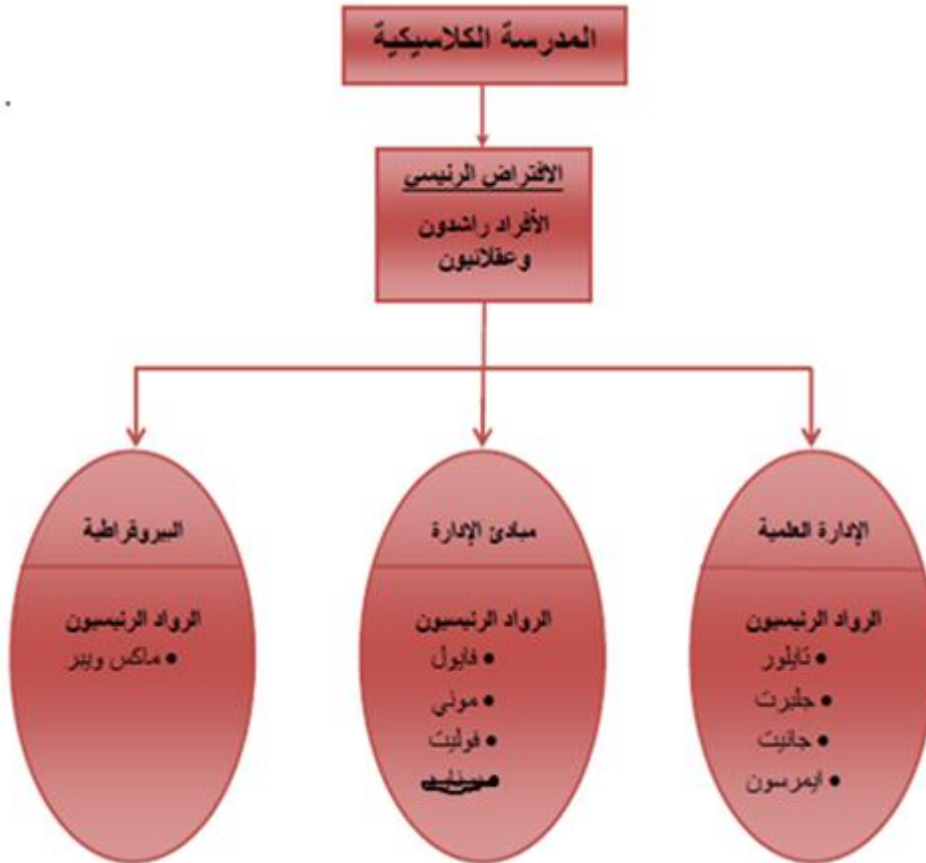 المدرسة الكلاسيكية
الافتراض الرئيسي
الأفراد راشدون
وعقلانيون
الإدارة العلمية
الرواد الرئيسيون
• تايلور
• جلبرت
• جانيت
• ايمرسون
مبادئ الإدارة
الرواد الرئيسيون
• فايول
• موني
• فوليت
البيروقراطية
الرواد الرئيسيون
• ماكس ويبر